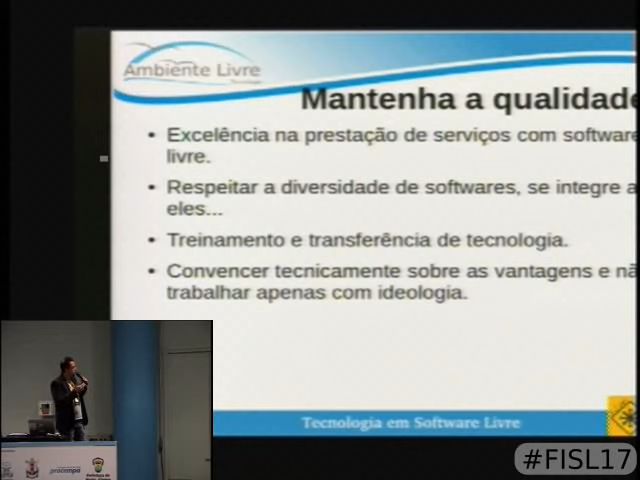 Ambiente Livre
Mantenha a qualidade
• Excelência na prestação de serviços com software
livre.
• Respeitar a diversidade de softwares, se integre a
eles...
• Treinamento e transferência de tecnologia.
• Convencer tecnicamente sobre as vantagens e nã
trabalhar apenas com ideologia.
Tecnologia em Software Livre
procempa
#FISL17